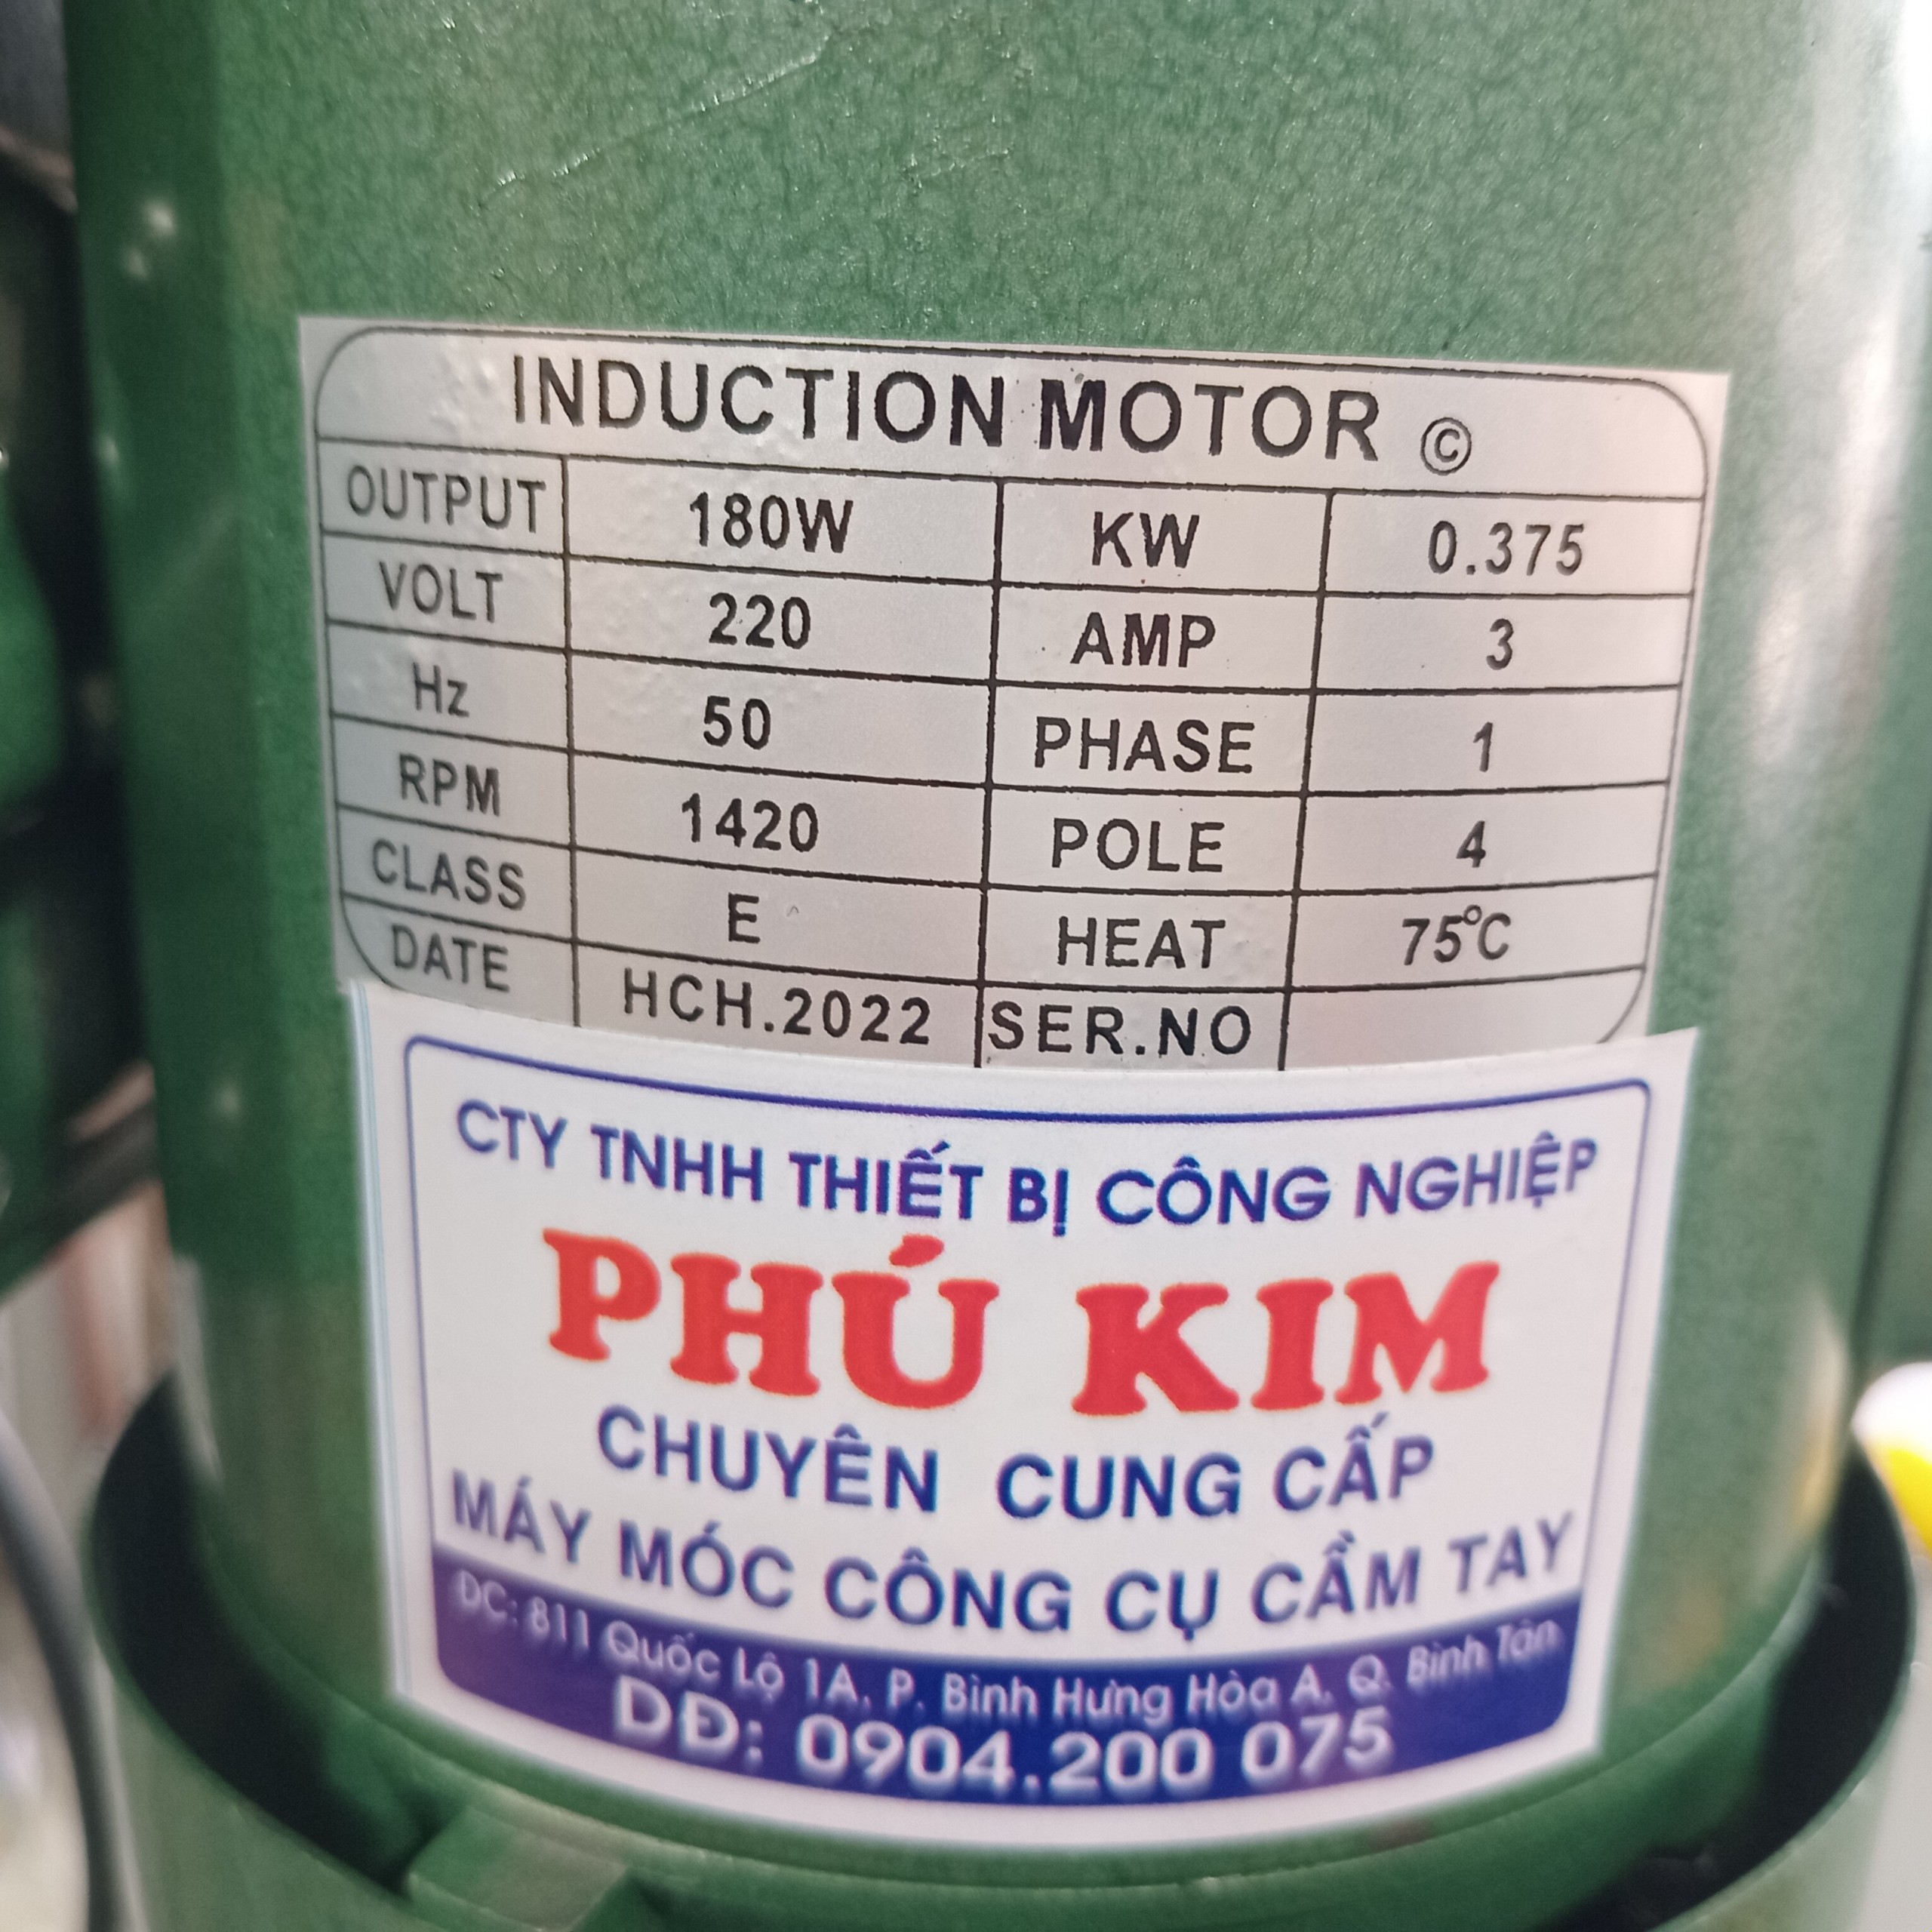 INDUCTION MOTOR ©
OUTPUT 180W KW 0.375
VOLT 220 AMP 3
Hz 50 PHASE 1
RPM 1420 POLE 4
CLASS E HEAT 75°C
DATE HCH.2022 SER.NO
CTY TNHH THIẾT BỊ CÔNG NGHIỆP
PHÚ KIM
CHUYÊN CUNG CẤP
MÁY MÓC CÔNG CỤ CẦM TAY
ĐC: 811 Quốc Lộ 1A, P. Bình Hưng Hòa A, Q. Bình Tân
DĐ: 0904.200 075